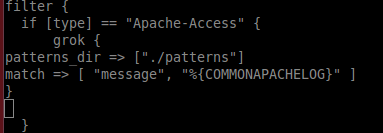 filter {
  if [type] == "Apache-Access" {
      grok {
patterns_dir => ["./patterns"]
match => [ "message", "%{COMMONAPACHELOG}" ]
}

  }